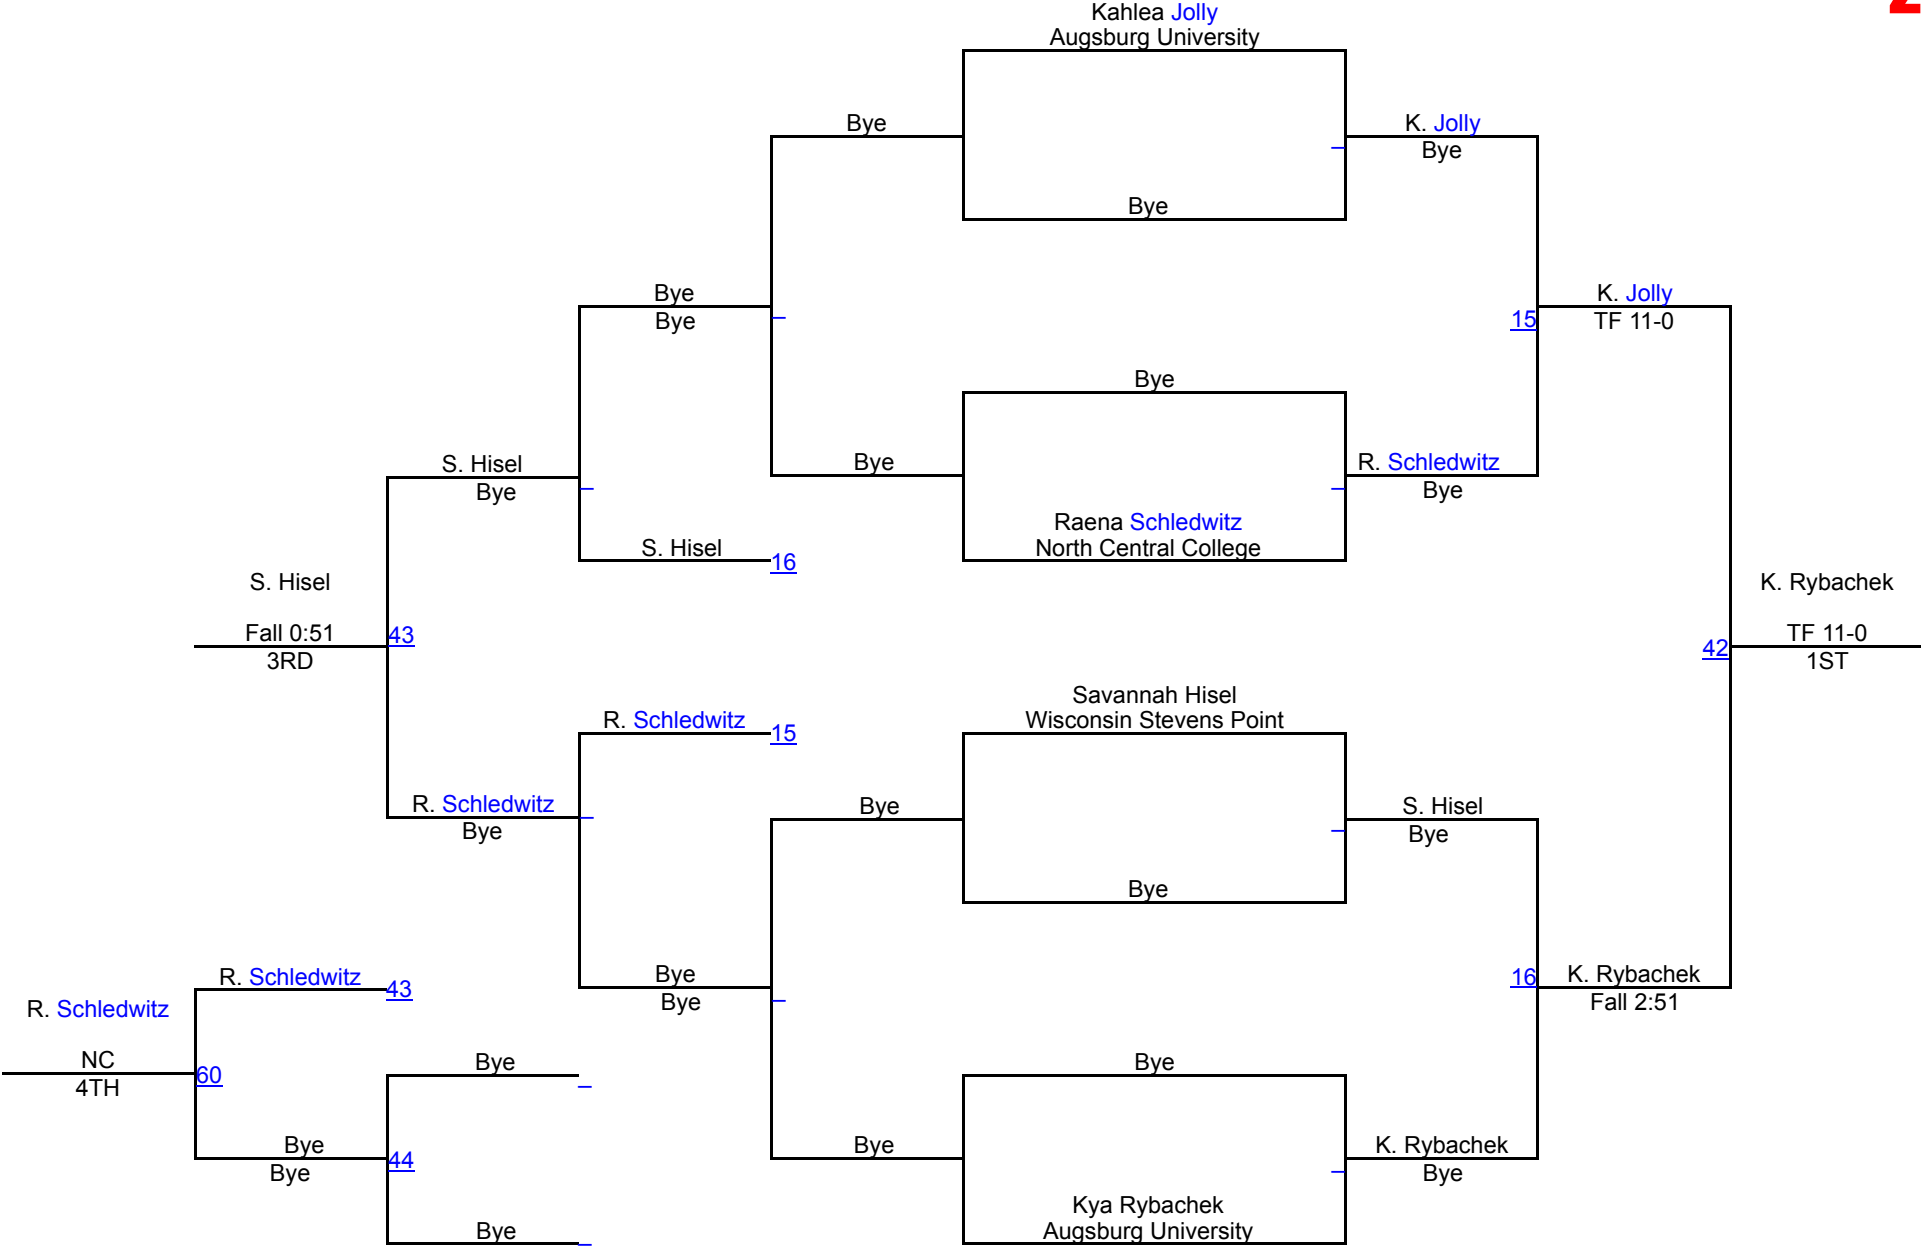 Kahlea Jolly
Augsburg University
Bye
K. Jolly
Bye
Bye
Bye
Bye
K. Jolly
15
TF 11-0
Bye
S. Hisel
Bye
Bye
R. Schledwitz
Bye
Raena Schledwitz
North Central College
S. Hisel
16
S. Hisel
K. Rybachek
Fall 0:51
43
3RD
TF 11-0
42
1ST
Savannah Hisel
Wisconsin Stevens Point
R. Schledwitz
15
R. Schledwitz
Bye
Bye
S. Hisel
Bye
Bye
R. Schledwitz
43
R. Schledwitz
Bye
Bye
16
K. Rybachek
Fall 2:51
NC
60
4TH
Bye
Bye
Bye
Bye
44
Bye
K. Rybachek
Bye
Kya Rybachek
Augsburg University
Bye